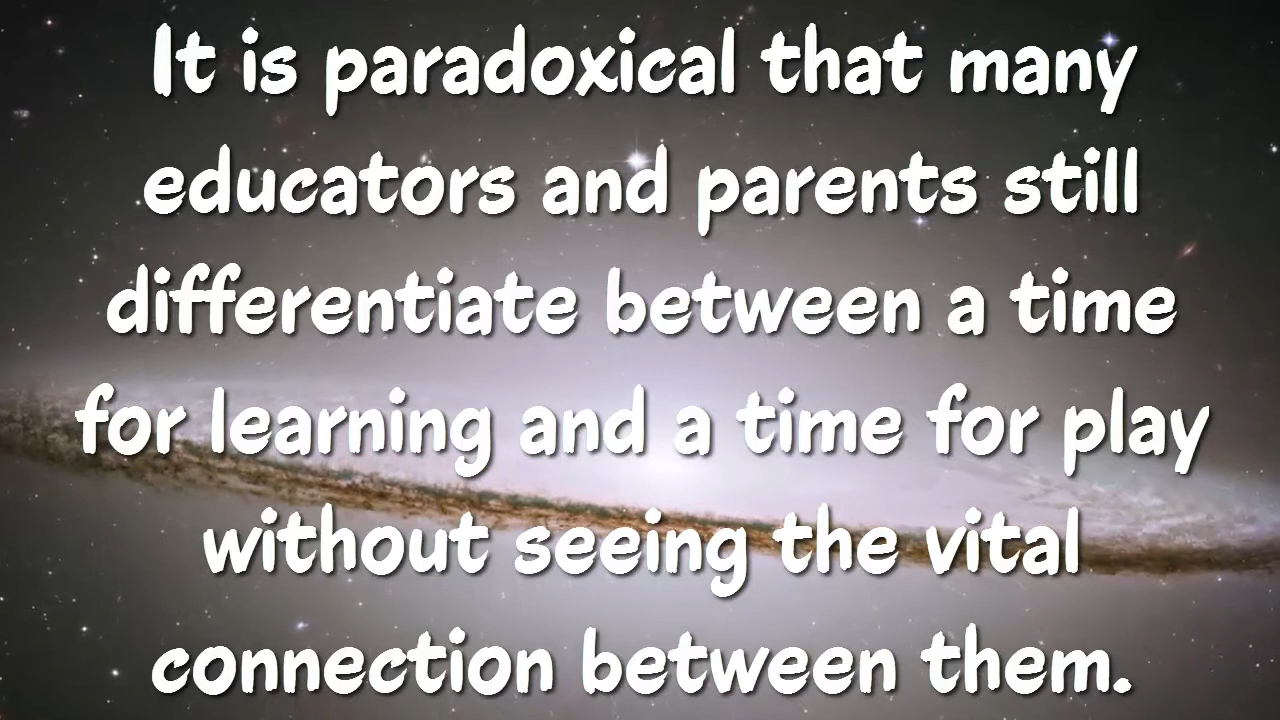 It is paradoxical that many
educators and parents still
differentiate between a time
for learning and a time for play
without seeing the vital
connection between them.